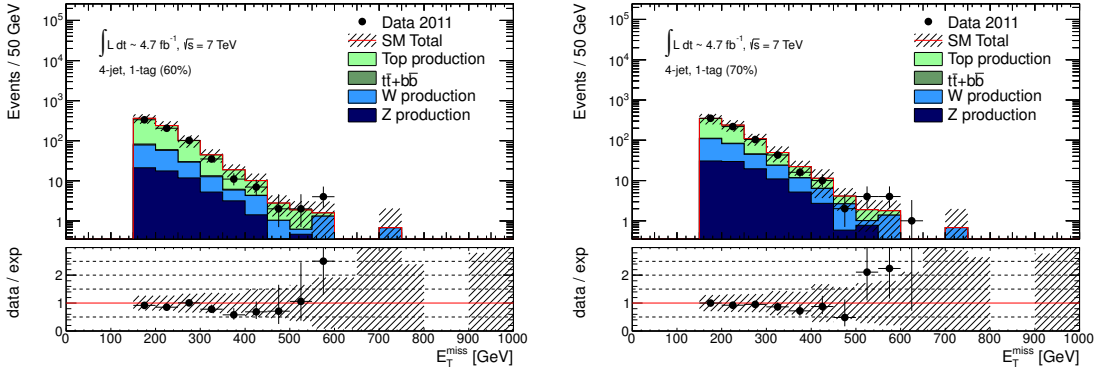 Events / 50 GeV
10⁵
10⁴
10³
10²
10
1
∫L dt ~ 4.7 fb⁻¹, √s = 7 TeV
4-jet, 1-tag (60%)
Data 2011
SM Total
Top production
tt̄+bb̄
W production
Z production
data / exp
2
1
0
0 100 200 300 400 500 600 700 800 900 1000
E_T^miss [GeV]
Events / 50 GeV
10⁵
10⁴
10³
10²
10
1
∫L dt ~ 4.7 fb⁻¹, √s = 7 TeV
4-jet, 1-tag (70%)
Data 2011
SM Total
Top production
tt̄+bb̄
W production
Z production
data / exp
2
1
0
0 100 200 300 400 500 600 700 800 900 1000
E_T^miss [GeV]